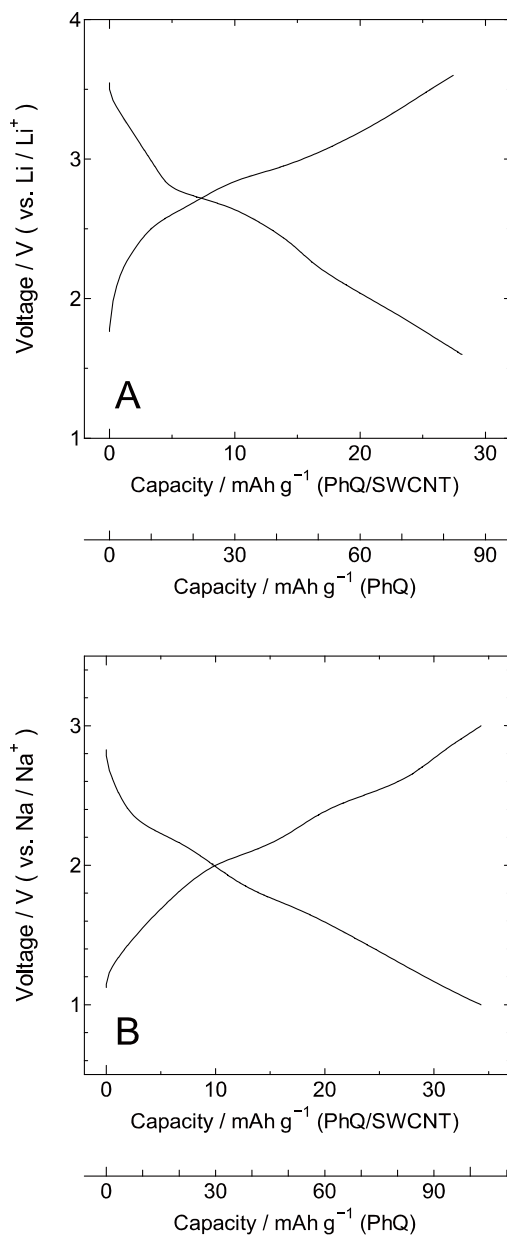 4
3
2
1
Voltage / V ( vs. Li / Li⁺ )
A
0 10 20 30
Capacity / mAh g⁻¹ (PhQ/SWCNT)
0 30 60 90
Capacity / mAh g⁻¹ (PhQ)
3
2
1
Voltage / V ( vs. Na / Na⁺ )
B
0 10 20 30
Capacity / mAh g⁻¹ (PhQ/SWCNT)
0 30 60 90
Capacity / mAh g⁻¹ (PhQ)